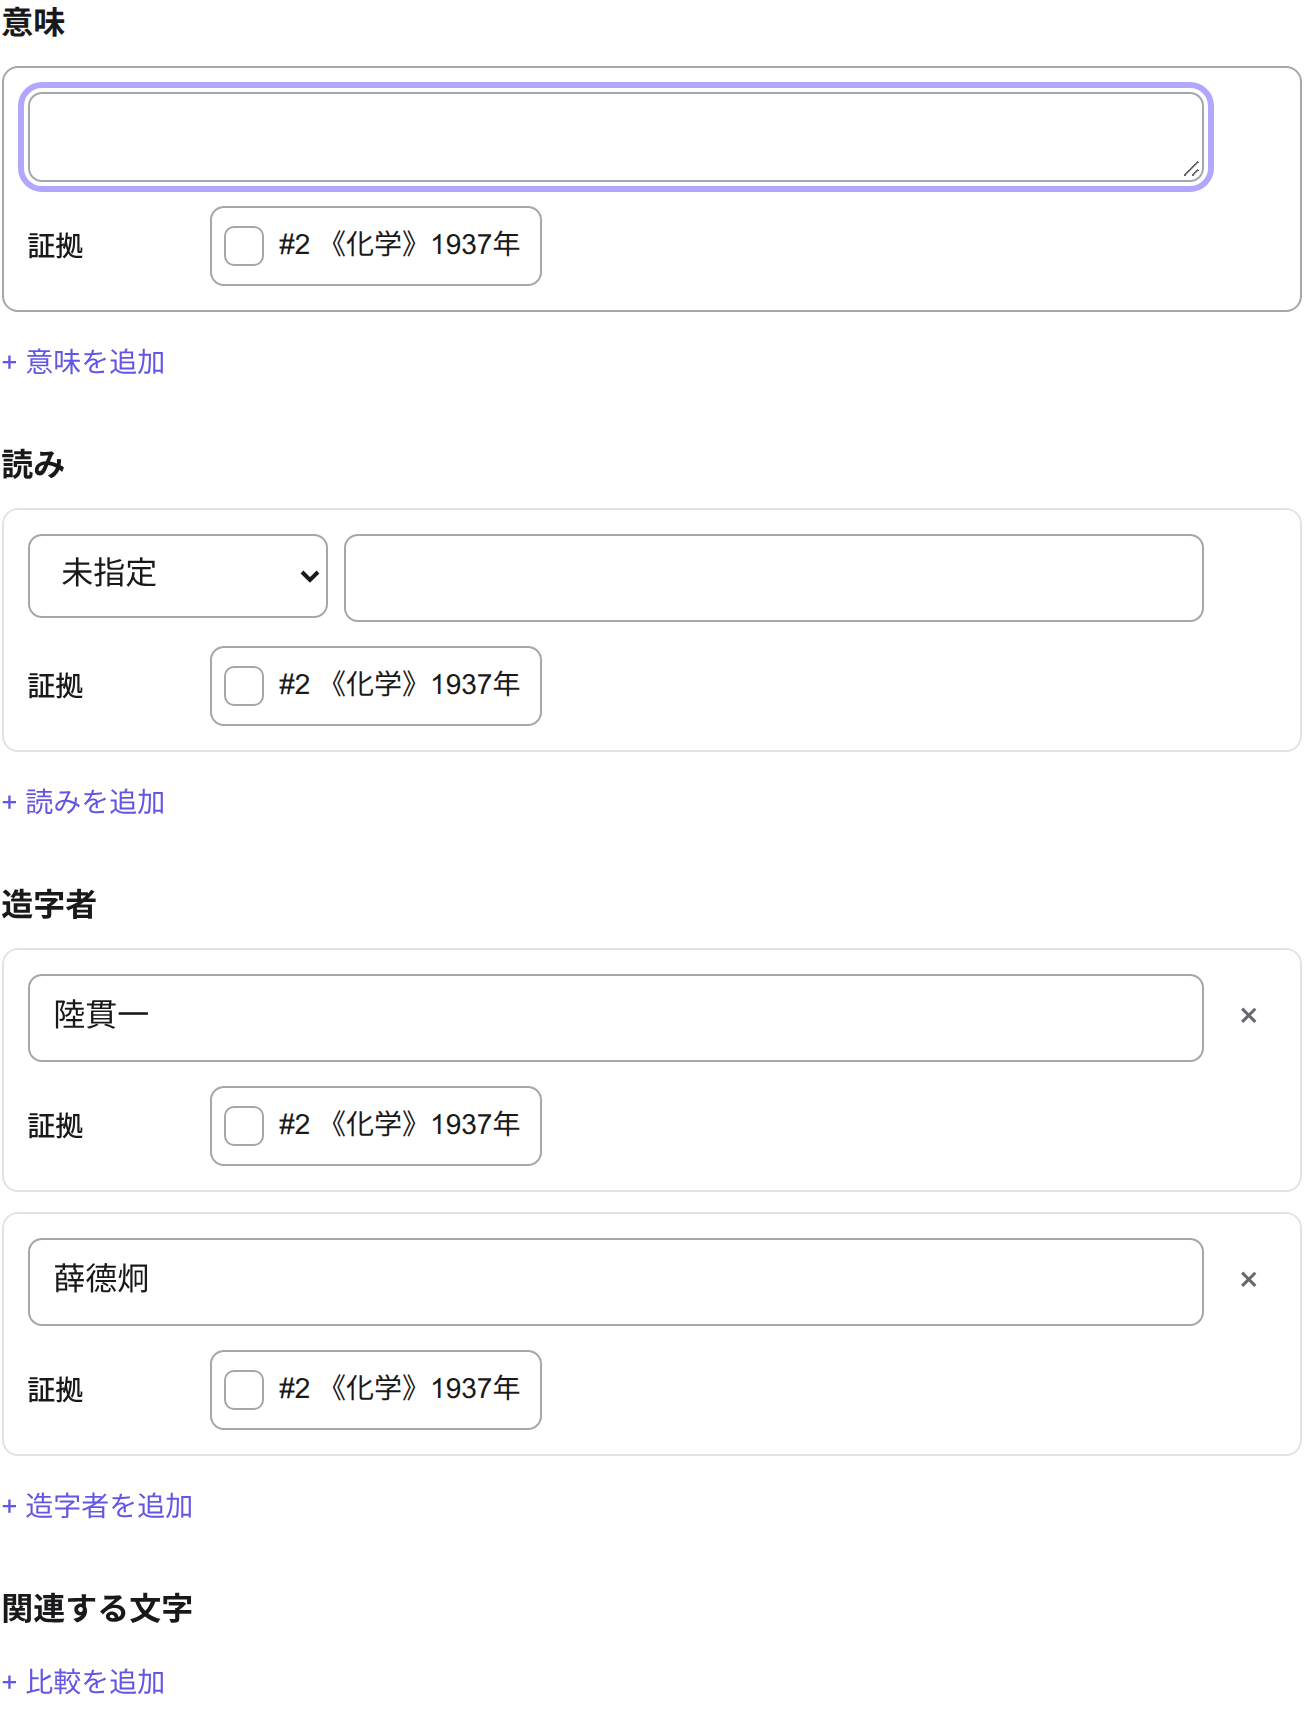 意味
証拠
#2 《化学》1937年
+ 意味を追加
読み
未指定
証拠
#2 《化学》1937年
+ 読みを追加
造字者
陸貫一
×
証拠
#2 《化学》1937年
薛德炯
×
証拠
#2 《化学》1937年
+ 造字者を追加
関連する文字
+ 比較を追加